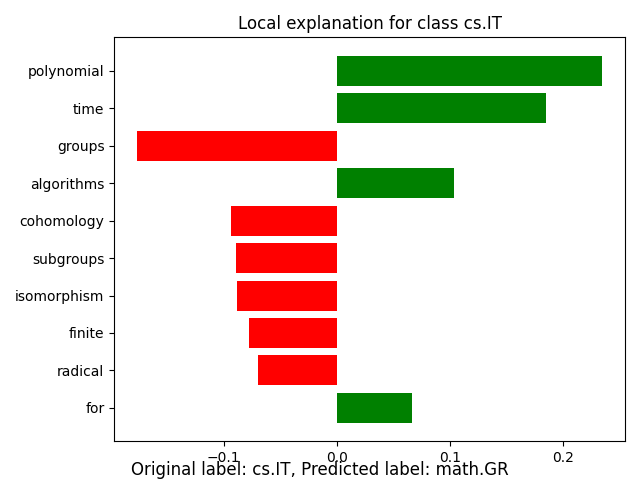 Local explanation for class cs.IT
polynomial
time
groups
algorithms
cohomology
subgroups
isomorphism
finite
radical
for
−0.1 0.0 0.1 0.2
Original label: cs.IT, Predicted label: math.GR